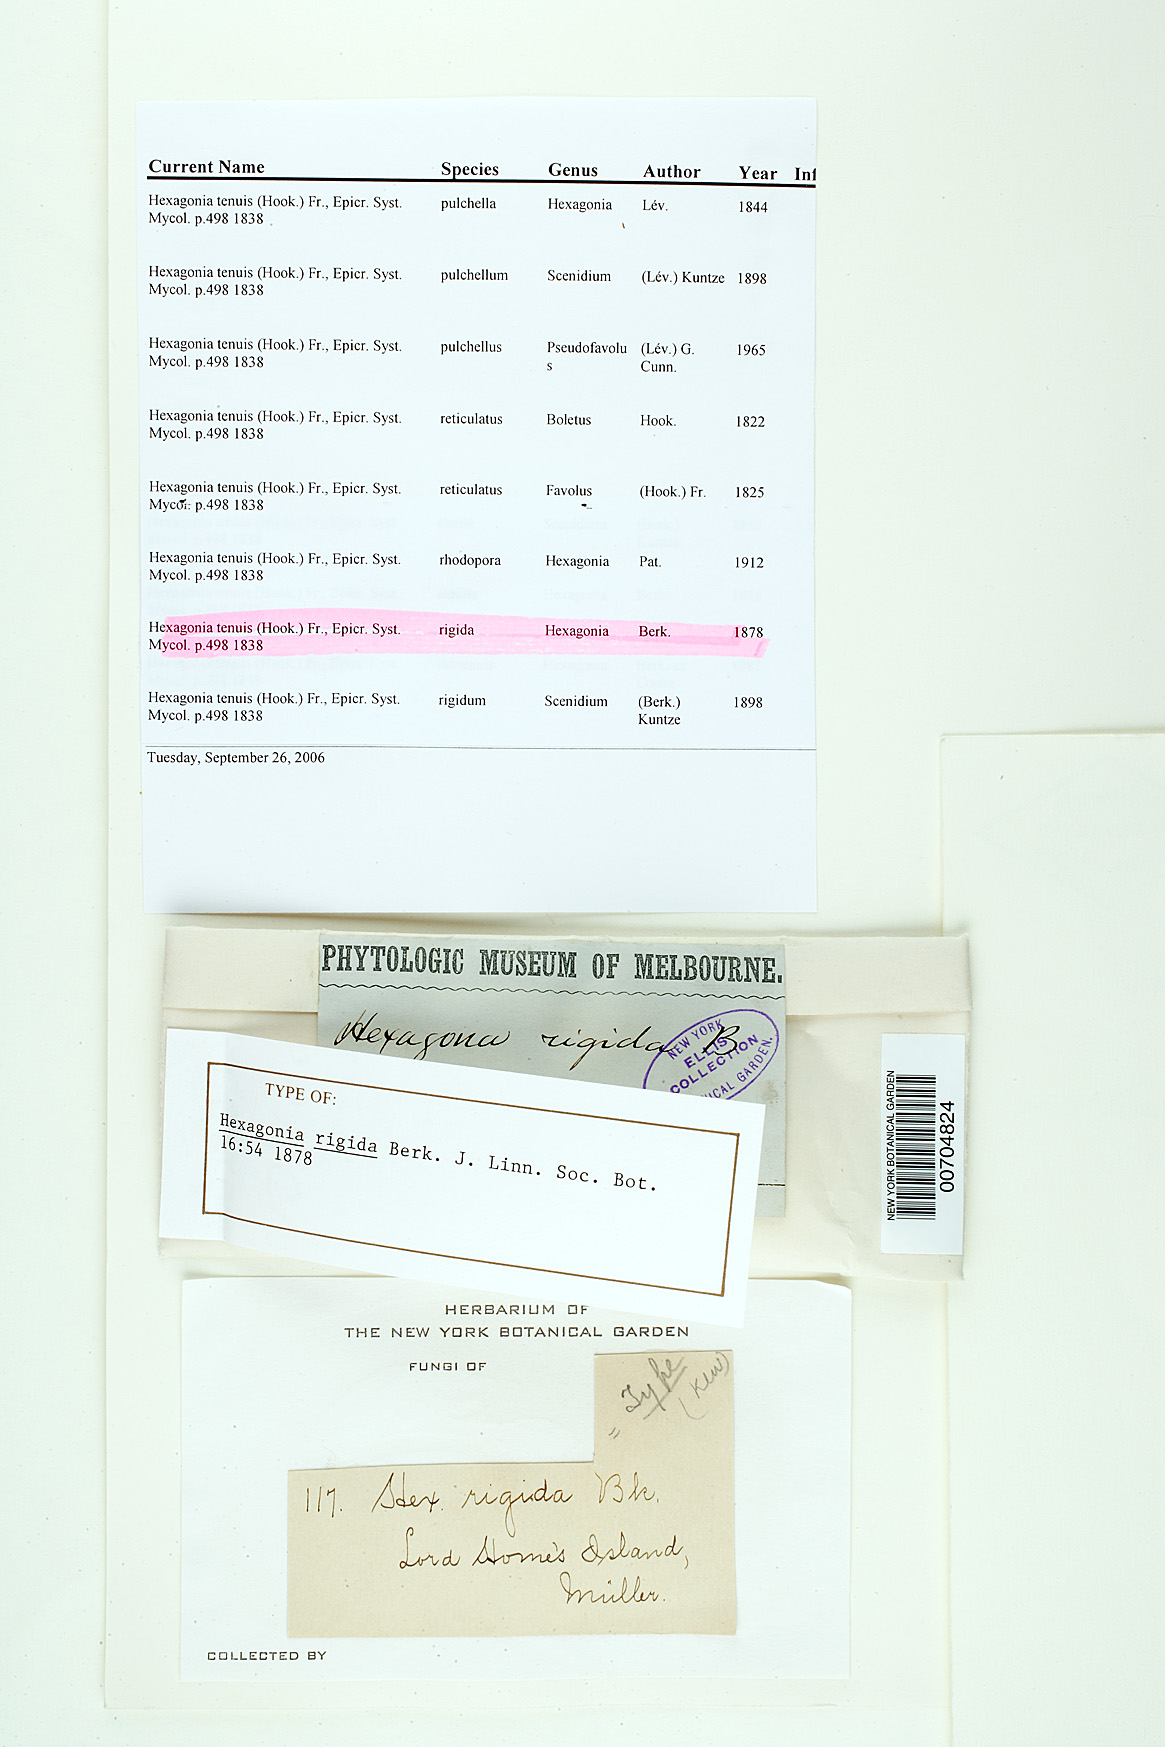 Current Name Species Genus Author Year Inf
Hexagonia tenuis (Hook.) Fr., Epicr. Syst. pulchella Hexagonia Lév. 1844
Mycol. p.498 1838
Hexagonia tenuis (Hook.) Fr., Epicr. Syst. pulchellum Scenidium (Lév.) Kuntze 1898
Mycol. p.498 1838
Hexagonia tenuis (Hook.) Fr., Epicr. Syst. pulchellus Pseudofavolu (Lév.) G. 1965
Mycol. p.498 1838 s Cunn.
Hexagonia tenuis (Hook.) Fr., Epicr. Syst. reticulatus Boletus Hook. 1822
Mycol. p.498 1838
Hexagonia tenuis (Hook.) Fr., Epicr. Syst. reticulatus Favolus (Hook.) Fr. 1825
Mycol. p.498 1838
Hexagonia tenuis (Hook.) Fr., Epicr. Syst. rhodopora Hexagonia Pat. 1912
Mycol. p.498 1838
Hexagonia tenuis (Hook.) Fr., Epicr. Syst. rigida Hexagonia Berk. 1878
Mycol. p.498 1838
Hexagonia tenuis (Hook.) Fr., Epicr. Syst. rigidum Scenidium (Berk.) 1898
Mycol. p.498 1838 Kuntze
Tuesday, September 26, 2006
PHYTOLOGIC MUSEUM OF MELBOURNE.
Hexagona rigida B
NEW YORK
ELLIS
COLLECTION
ICAL GARDEN.
TYPE OF:
Hexagonia rigida Berk. J. Linn. Soc. Bot.
16:54 1878
NEW YORK BOTANICAL GARDEN
00704824
HERBARIUM OF
THE NEW YORK BOTANICAL GARDEN
FUNGI OF
Type
(Kew)
117. Hex. rigida Bk.
Lord Home's Island,
Müller.
COLLECTED BY